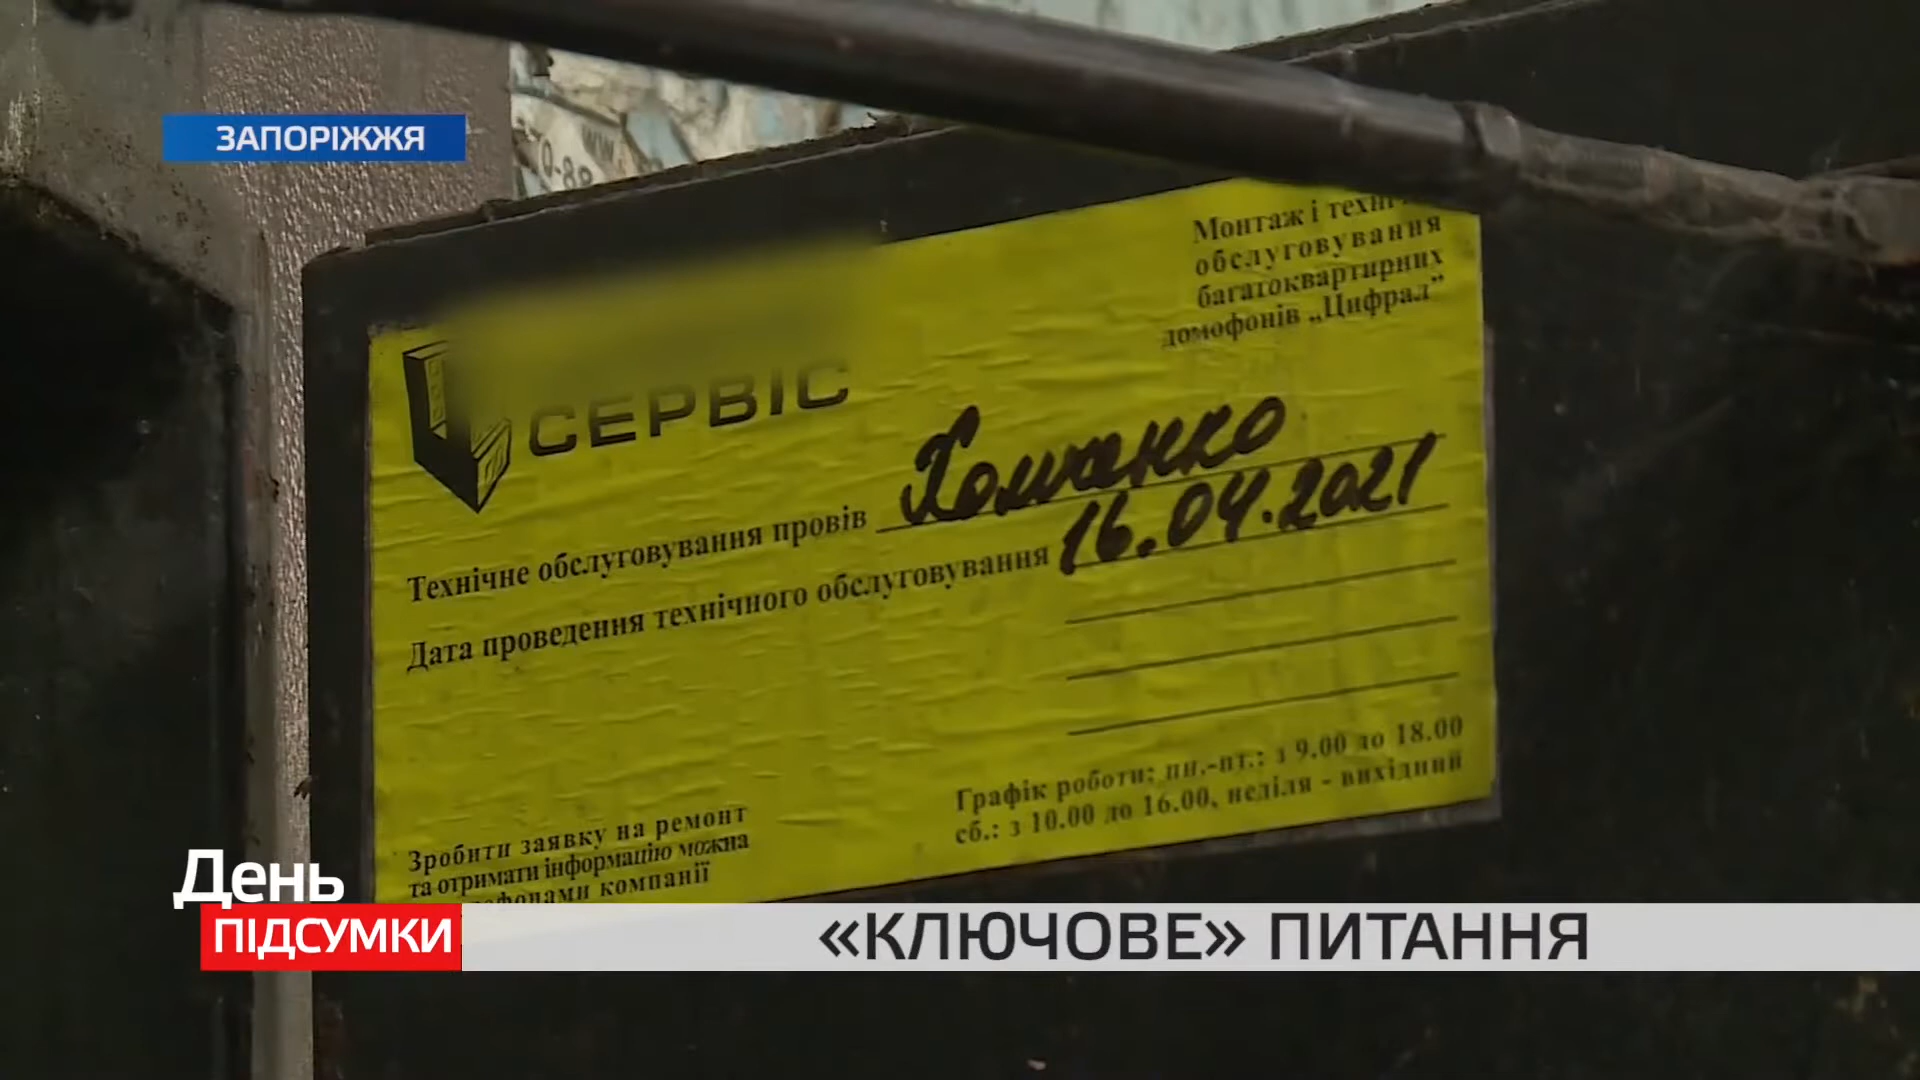 ЗАПОРІЖЖЯ
Монтаж і
обслуговування
багатоквартирних
домофонів „Цифрал”
СЕРВІС
Технічне обслуговування провів Хоменко
Дата проведення технічного обслуговування 16.04.2021
Графік роботи: пн.-пт.: з 9.00 до 18.00
сб.: з 10.00 до 16.00, неділя - вихідний
Зробити заявку на ремонт
та отримати інформацію можна
компанії
День
ПІДСУМКИ
«КЛЮЧОВЕ» ПИТАННЯ